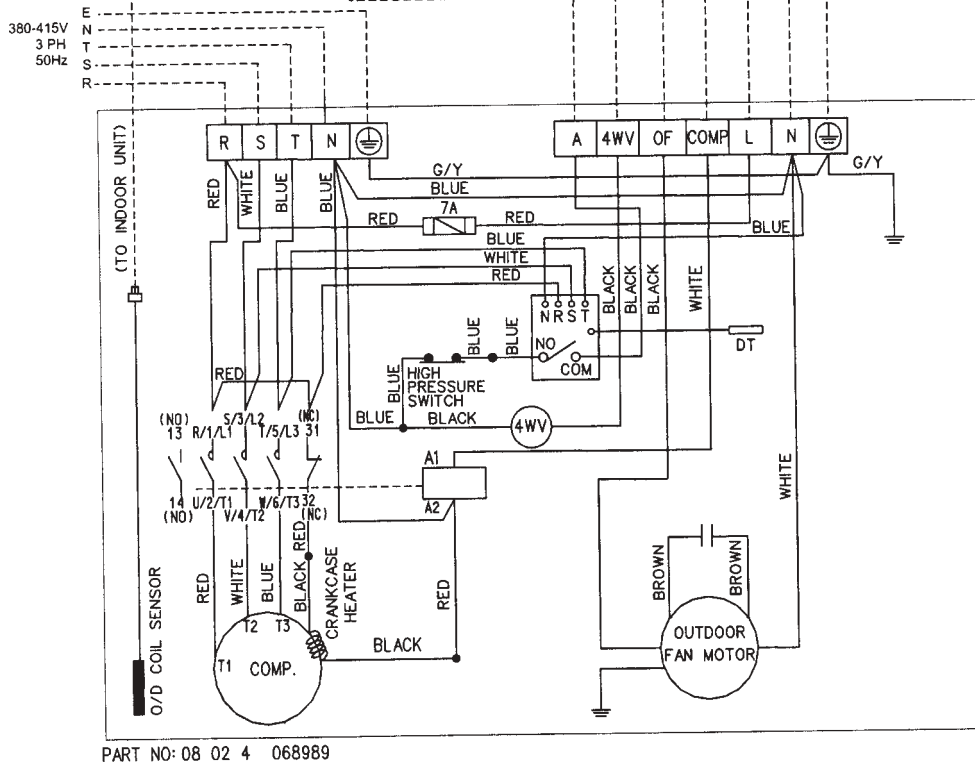 E
380-415V N
3 PH T
50Hz S
R
R S T N
A 4WV OF COMP L N
G/Y
G/Y
BLUE
RED WHITE BLUE BLUE
7A
RED RED
BLUE
BLUE
WHITE
RED
(TO INDOOR UNIT)
BLACK BLACK BLACK WHITE
N R S T
NO
COM
DT
BLUE BLUE
HIGH
PRESSURE
SWITCH
BLUE
RED
BLUE BLACK
4WV
(NO) S/3/L2 (NC)
13 R/1/L1 T/5/L3 31
A1
A2
14 U/2/T1 W/6/T3 32
(NO) V/4/T2 (NC)
WHITE
RED WHITE BLUE BLACK RED
CRANKCASE
HEATER
RED
BROWN BROWN
T2 T3
T1 COMP.
BLACK
OUTDOOR
FAN MOTOR
O/D COIL SENSOR
PART NO: 08 02 4 068989